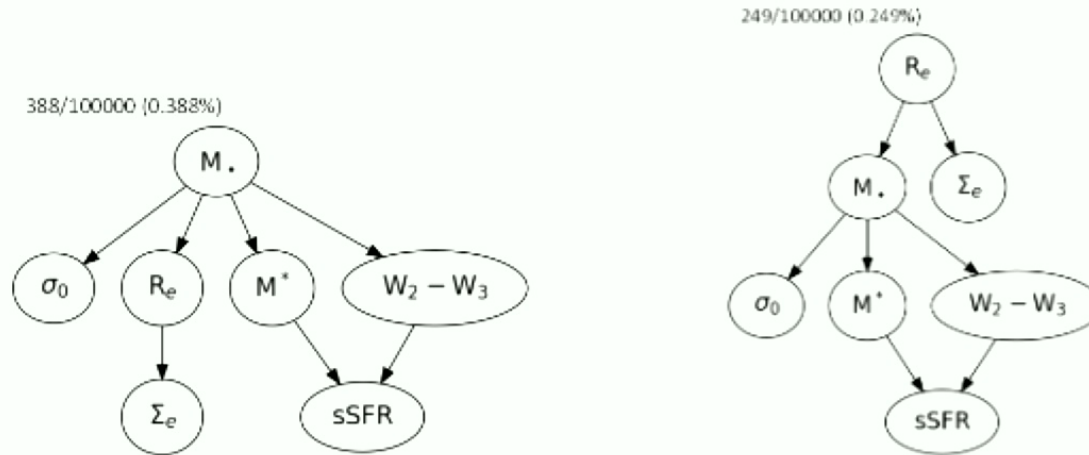 388/100000 (0.388%)
M•
σ₀
Rₑ
M*
W₂ − W₃
Σₑ
sSFR
249/100000 (0.249%)
Rₑ
M•
Σₑ
σ₀
M*
W₂ − W₃
sSFR